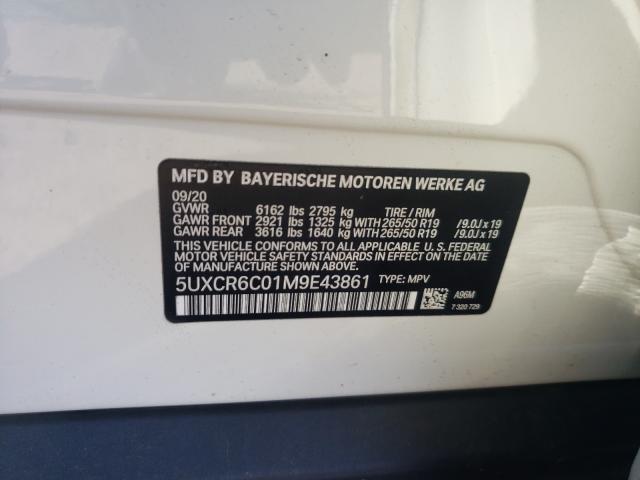 MFD BY BAYERISCHE MOTOREN WERKE AG
09/20
GVWR 6162 lbs 2795 kg TIRE / RIM
GAWR FRONT 2921 lbs 1325 kg WITH 265/50 R19 /9.0J x 19
GAWR REAR 3616 lbs 1640 kg WITH 265/50 R19 /9.0J x 19
THIS VEHICLE CONFORMS TO ALL APPLICABLE U.S. FEDERAL
MOTOR VEHICLE SAFETY STANDARDS IN EFFECT ON THE DATE
OF MANUFACTURE SHOWN ABOVE.
5UXCR6C01M9E43861 TYPE: MPV
A96M
7 320 729